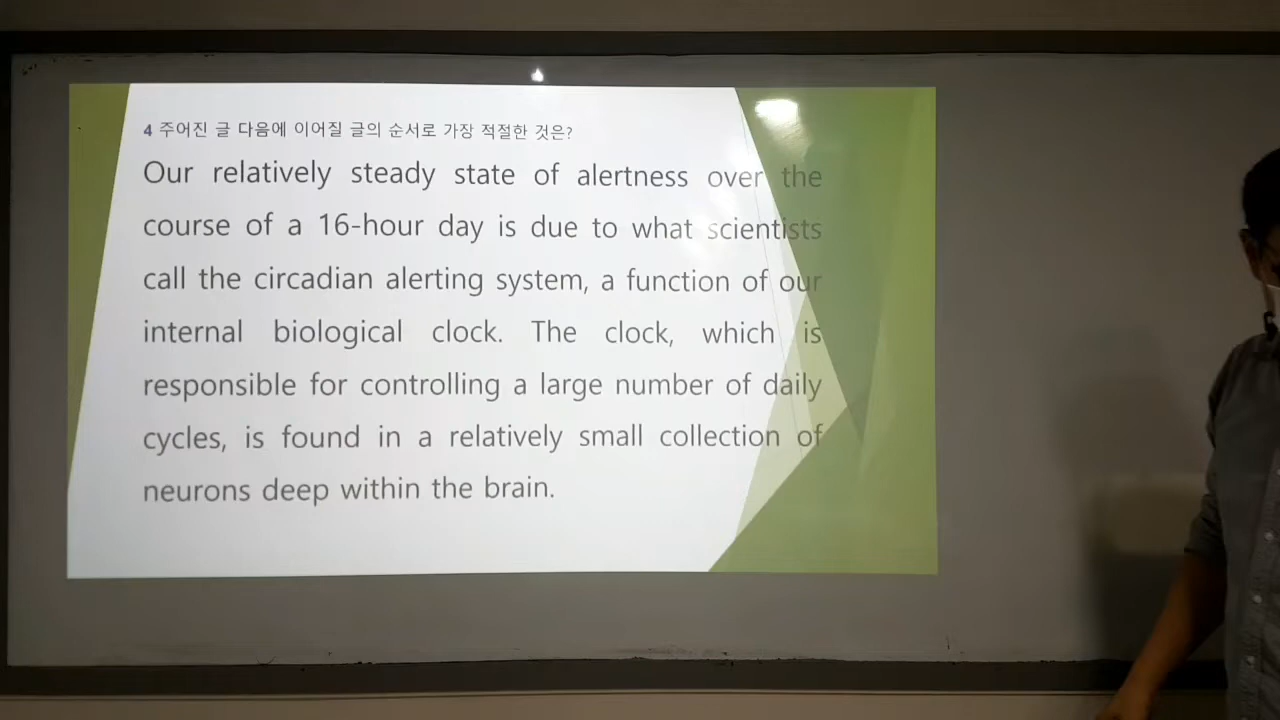 4 주어진 글 다음에 이어질 글의 순서로 가장 적절한 것은?
Our relatively steady state of alertness over the
course of a 16-hour day is due to what scientists
call the circadian alerting system, a function of our
internal biological clock. The clock, which is
responsible for controlling a large number of daily
cycles, is found in a relatively small collection of
neurons deep within the brain.